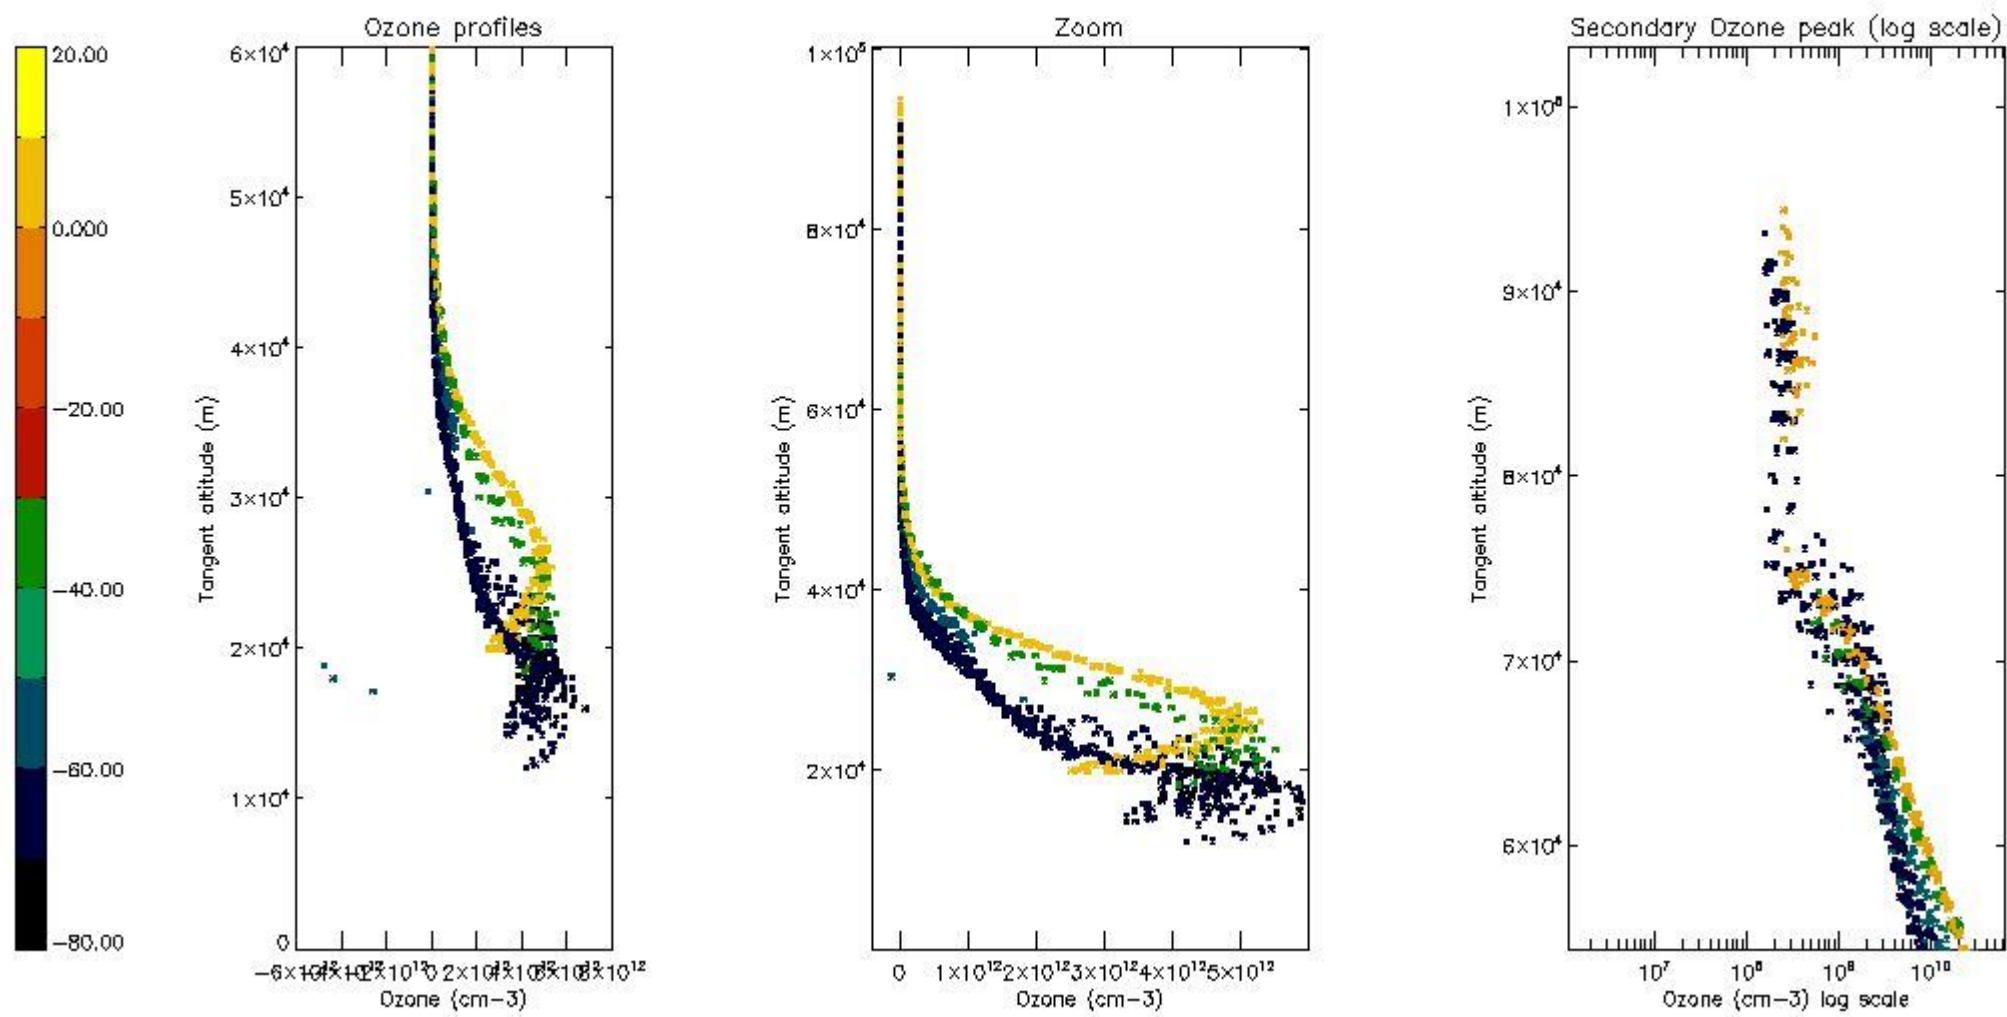 Ozone profiles
Zoom
Secondary Ozone peak (log scale)
20.00
0.000
−20.00
−40.00
−60.00
−80.00
6×10⁴
5×10⁴
4×10⁴
3×10⁴
2×10⁴
1×10⁴
0
Tangent altitude (m)
0
8×10¹²
Ozone (cm−3)
1×10⁵
8×10⁴
6×10⁴
4×10⁴
2×10⁴
Tangent altitude (m)
0 1×10¹² 2×10¹² 3×10¹² 4×10¹² 5×10¹²
Ozone (cm−3)
9×10⁴
8×10⁴
7×10⁴
6×10⁴
Tangent altitude (m)
10⁷ 10⁸ 10⁹ 10¹⁰
Ozone (cm−3) log scale